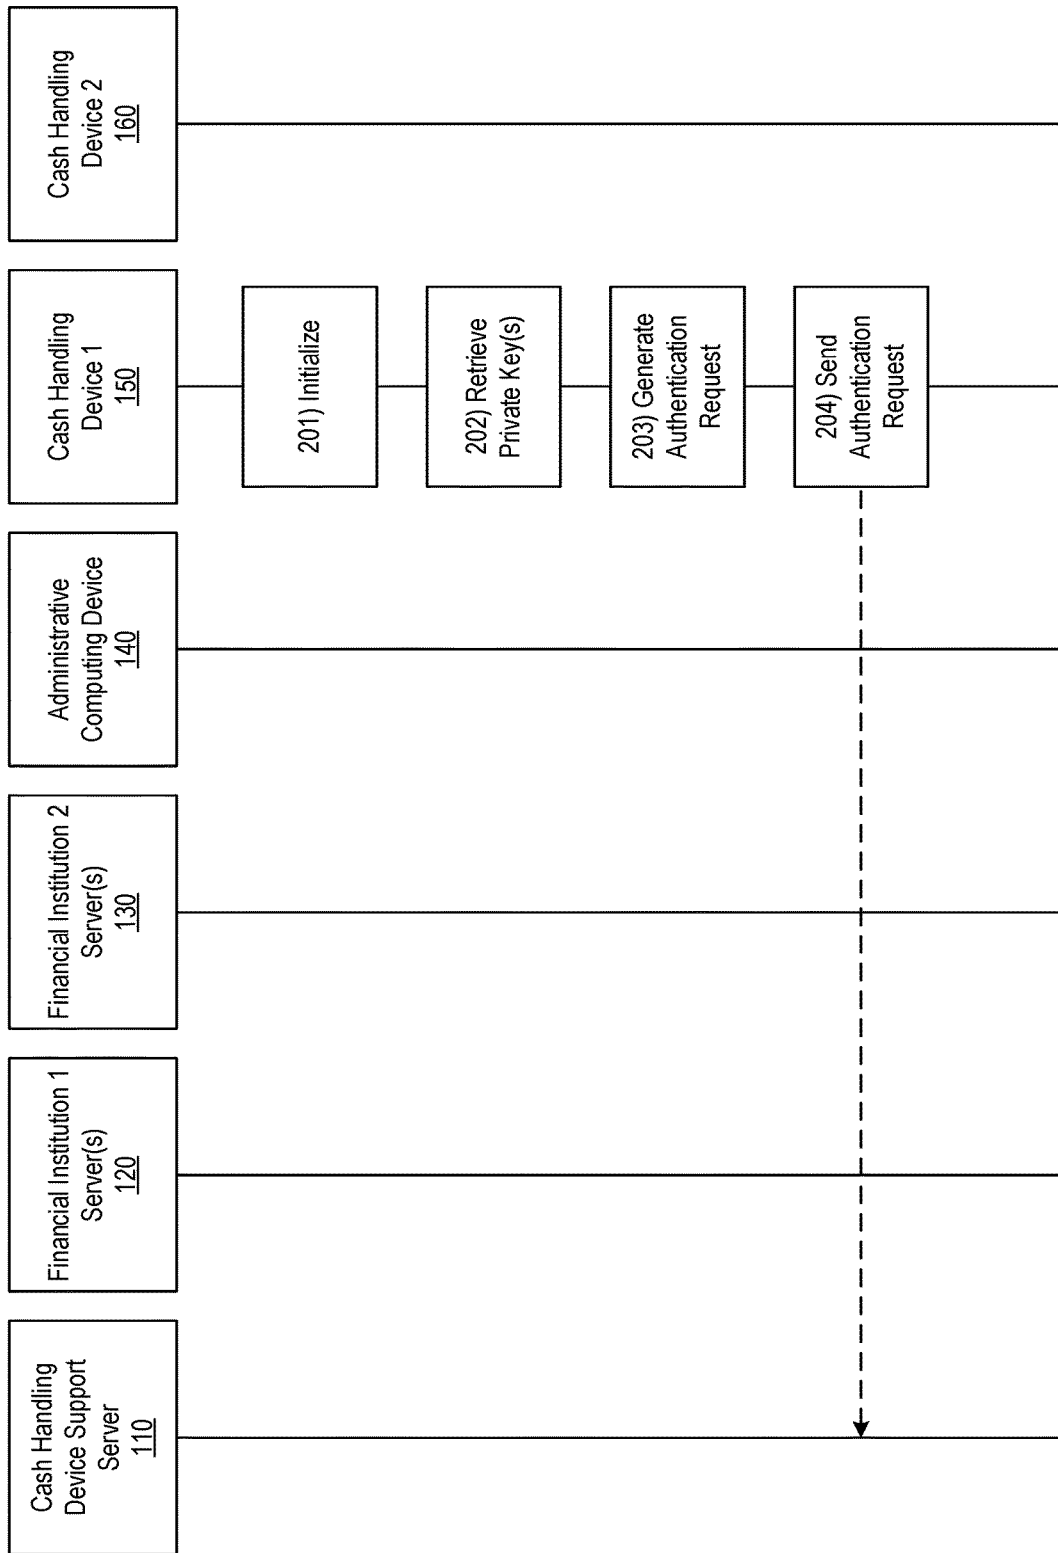 Cash Handling
Device Support
Server
110
Financial Institution 1
Server(s)
120
Financial Institution 2
Server(s)
130
Administrative
Computing Device
140
Cash Handling
Device 1
150
Cash Handling
Device 2
160
201) Initialize
202) Retrieve
Private Key(s)
203) Generate
Authentication
Request
204) Send
Authentication
Request